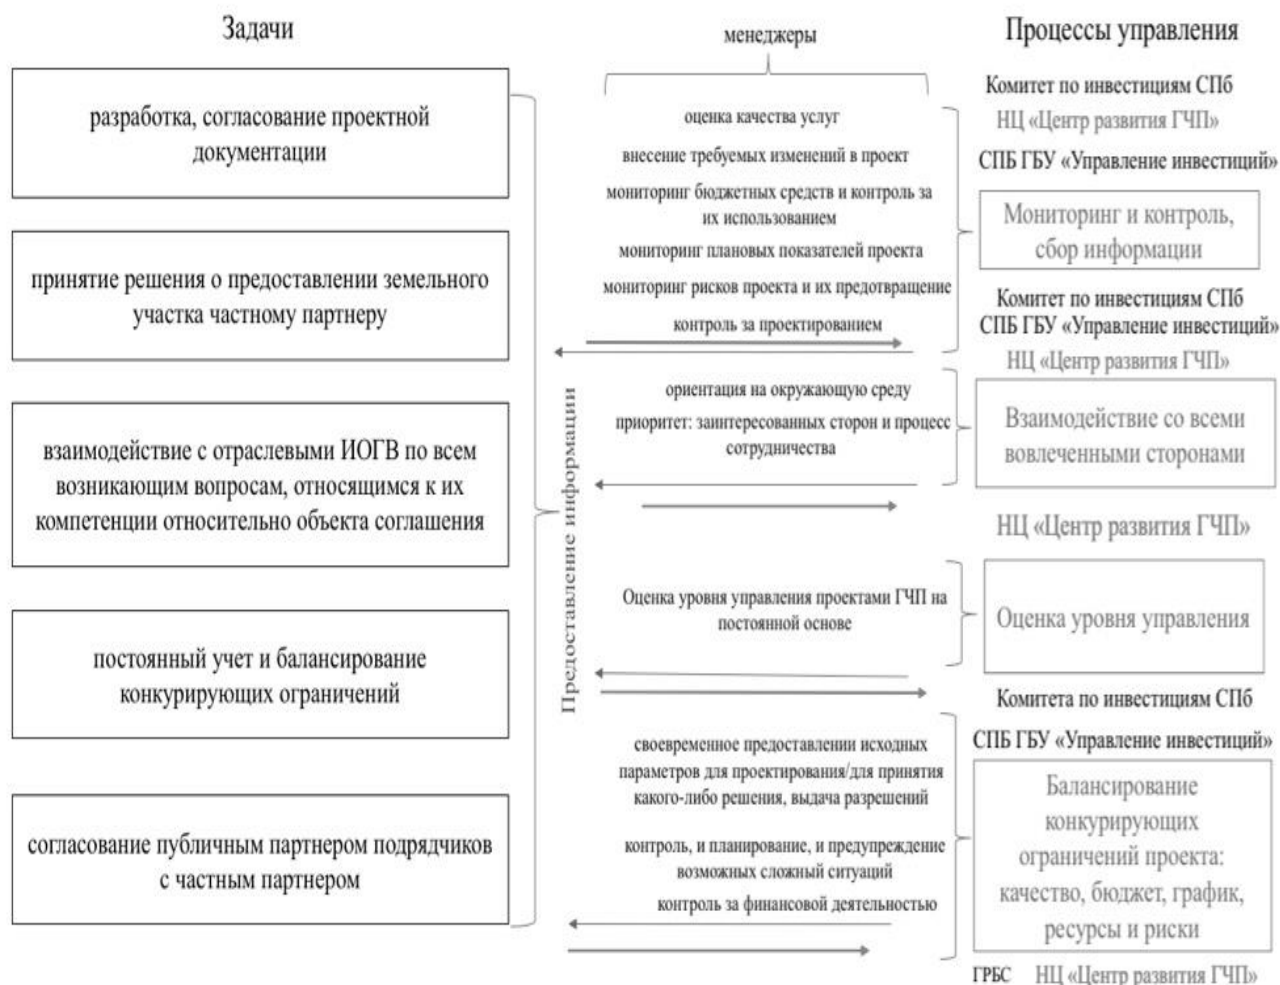 Задачи
разработка, согласование проектной
документации
принятие решения о предоставлении земельного
участка частному партнеру
взаимодействие с отраслевыми ИОГВ по всем
возникающим вопросам, относящимся к их
компетенции относительно объекта соглашения
постоянный учет и балансирование
конкурирующих ограничений
согласование публичным партнером подрядчиков
с частным партнером
Предоставление информации
менеджеры
оценка качества услуг
внесение требуемых изменений в проект
мониторинг бюджетных средств и контроль за
их использованием
мониторинг плановых показателей проекта
мониторинг рисков проекта и их предотвращение
контроль за проектированием
ориентация на окружающую среду
приоритет: заинтересованных сторон и процесс
сотрудничества
Оценка уровня управления проектами ГЧП на
постоянной основе
своевременное предоставлении исходных
параметров для проектирования/для принятия
какого-либо решения, выдача разрешений
контроль, и планирование, и предупреждение
возможных сложный ситуаций
контроль за финансовой деятельностью
Процессы управления
Комитет по инвестициям СПб
НЦ «Центр развития ГЧП»
СПБ ГБУ «Управление инвестиций»
Мониторинг и контроль,
сбор информации
Комитет по инвестициям СПб
СПБ ГБУ «Управление инвестиций»
НЦ «Центр развития ГЧП»
Взаимодействие со всеми
вовлеченными сторонами
НЦ «Центр развития ГЧП»
Оценка уровня управления
Комитета по инвестициям СПб
СПБ ГБУ «Управление инвестиций»
Балансирование
конкурирующих
ограничений проекта:
качество, бюджет, график,
ресурсы и риски
ГРБС НЦ «Центр развития ГЧП»